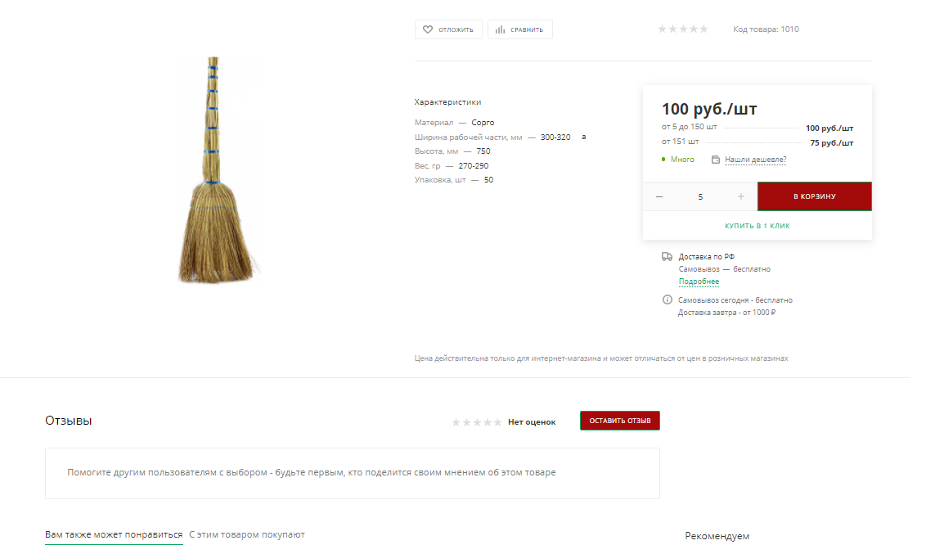 ОТЛОЖИТЬ СРАВНИТЬ Код товара: 1010
Характеристики
Материал — Сорго
Ширина рабочей части, мм — 300-320 а
Высота, мм — 750
Вес, гр — 270-290
Упаковка, шт — 50
100 руб./шт
от 5 до 150 шт 100 руб./шт
от 151 шт 75 руб./шт
Много Нашли дешевле?
− 5 + В КОРЗИНУ
КУПИТЬ В 1 КЛИК
Доставка по РФ
Самовывоз — бесплатно
Подробнее
Самовывоз сегодня - бесплатно
Доставка завтра - от 1000 ₽
Цена действительна только для интернет-магазина и может отличаться от цен в розничных магазинах
Отзывы Нет оценок ОСТАВИТЬ ОТЗЫВ
Помогите другим пользователям с выбором - будьте первым, кто поделится своим мнением об этом товаре
Вам также может понравиться С этим товаром покупают Рекомендуем